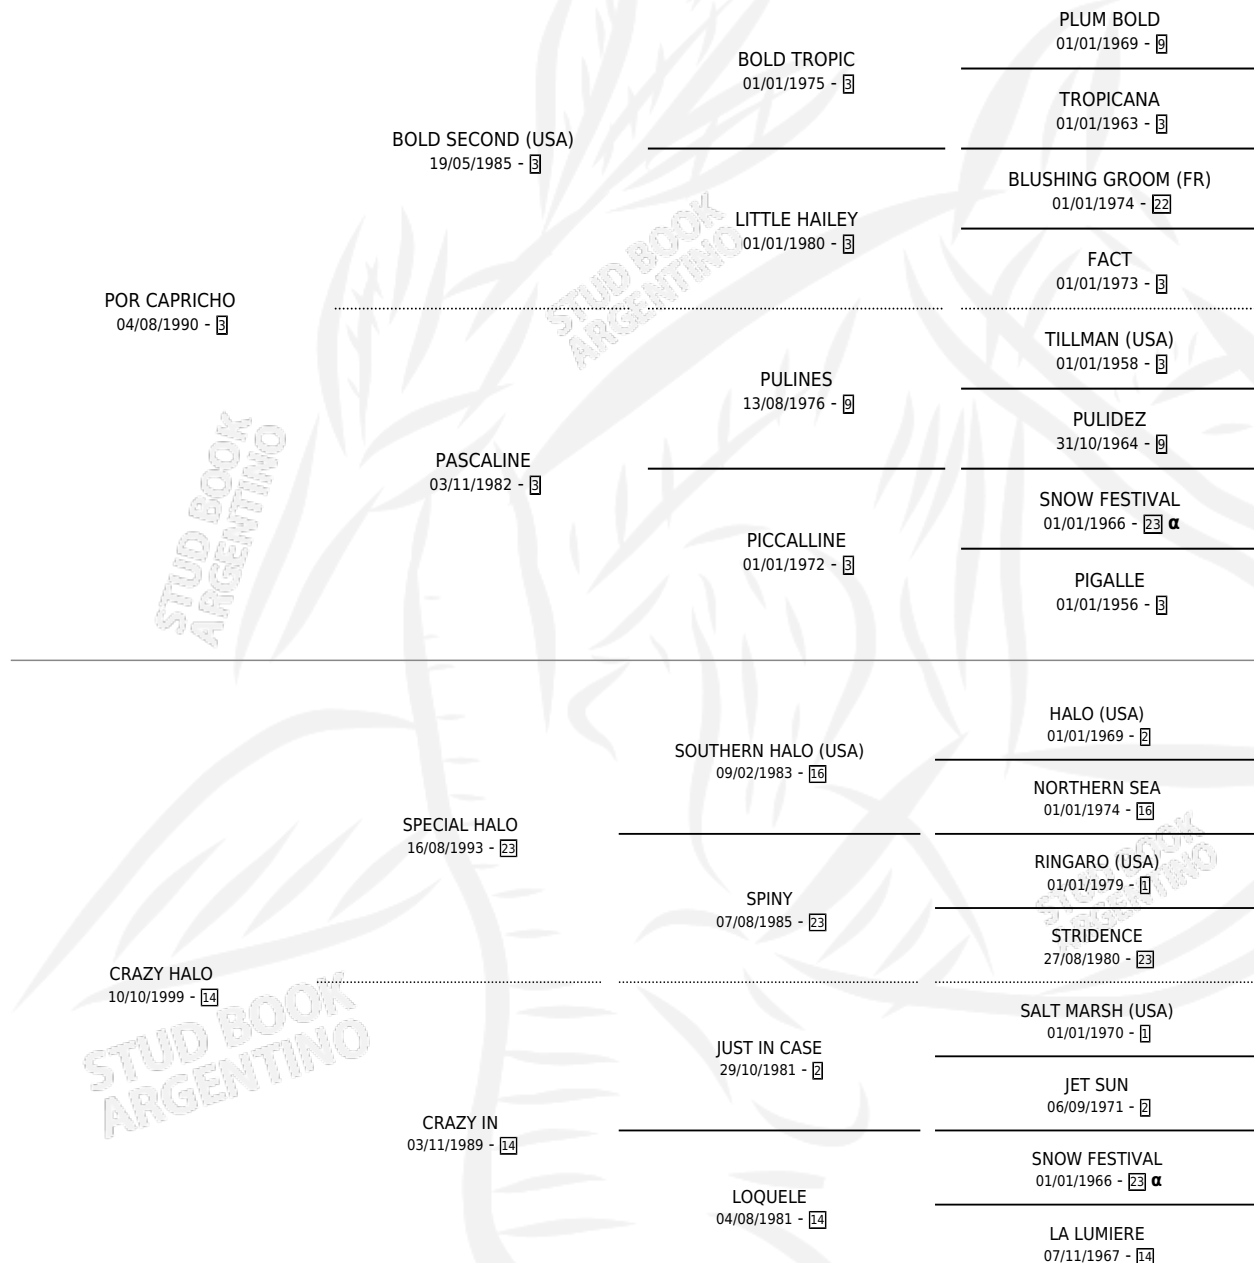 PLUM BOLD
01/01/1969 - 9
BOLD TROPIC
01/01/1975 - 3
TROPICANA
01/01/1963 - 3
BOLD SECOND (USA)
19/05/1985 - 3
BLUSHING GROOM (FR)
01/01/1974 - 22
LITTLE HAILEY
01/01/1980 - 3
FACT
01/01/1973 - 3
POR CAPRICHO
04/08/1990 - 3
TILLMAN (USA)
01/01/1958 - 3
PULINES
13/08/1976 - 9
PULIDEZ
31/10/1964 - 9
PASCALINE
03/11/1982 - 3
SNOW FESTIVAL
01/01/1966 - 23 α
PICCALLINE
01/01/1972 - 3
PIGALLE
01/01/1956 - 3
HALO (USA)
01/01/1969 - 2
SOUTHERN HALO (USA)
09/02/1983 - 16
NORTHERN SEA
01/01/1974 - 16
SPECIAL HALO
16/08/1993 - 23
RINGARO (USA)
01/01/1979 - 1
SPINY
07/08/1985 - 23
STRIDENCE
27/08/1980 - 23
CRAZY HALO
10/10/1999 - 14
SALT MARSH (USA)
01/01/1970 - 1
JUST IN CASE
29/10/1981 - 2
JET SUN
06/09/1971 - 2
CRAZY IN
03/11/1989 - 14
SNOW FESTIVAL
01/01/1966 - 23 α
LOQUELE
04/08/1981 - 14
LA LUMIERE
07/11/1967 - 14
STUD BOOK
ARGENTINO
STUD BOOK
ARGENTINO
STUD BOOK
ARGENTINO
STUD BOOK
ARGENTINO